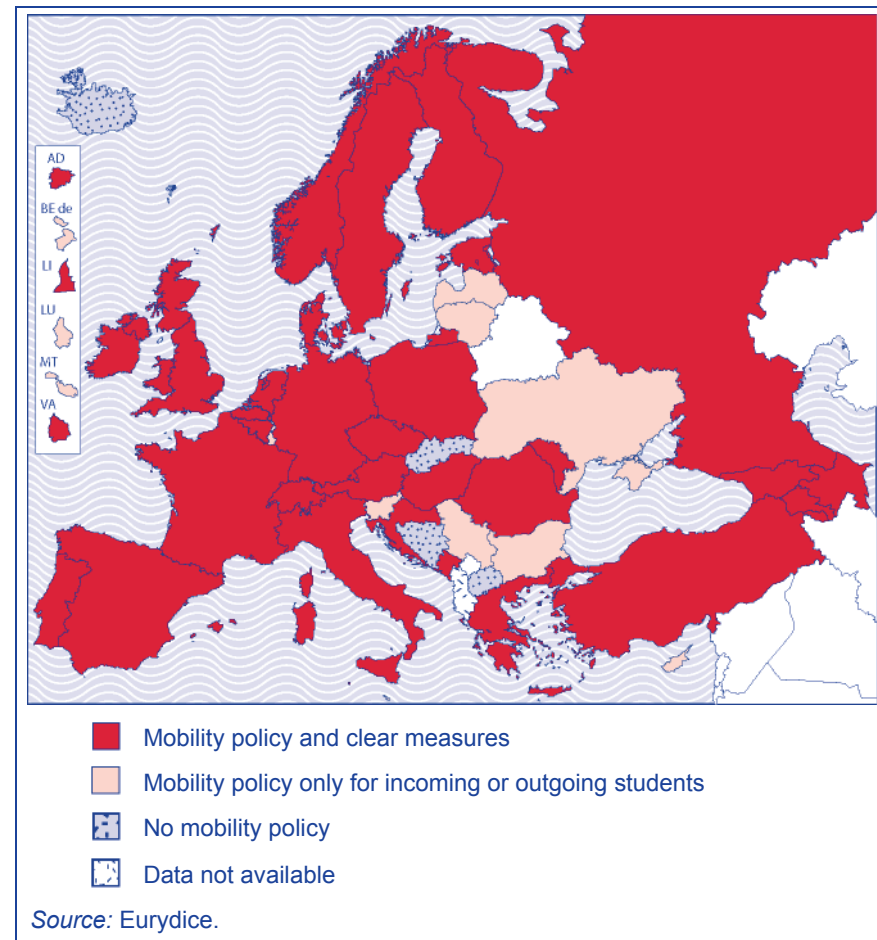 AD
BE de
LI
LU
MT
VA
Mobility policy and clear measures
Mobility policy only for incoming or outgoing students
No mobility policy
Data not available
Source: Eurydice.